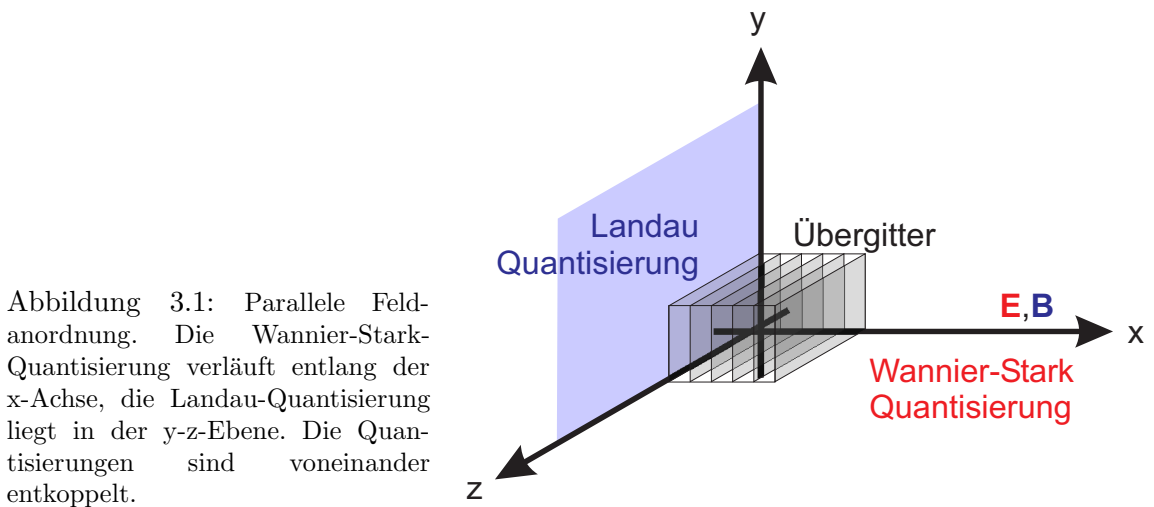 Abbildung 3.1: Parallele Feld-
anordnung. Die Wannier-Stark-
Quantisierung verläuft entlang der
x-Achse, die Landau-Quantisierung
liegt in der y-z-Ebene. Die Quan-
tisierungen sind voneinander
entkoppelt.
y
Landau
Quantisierung
Übergitter
E,B
x
Wannier-Stark
Quantisierung
z